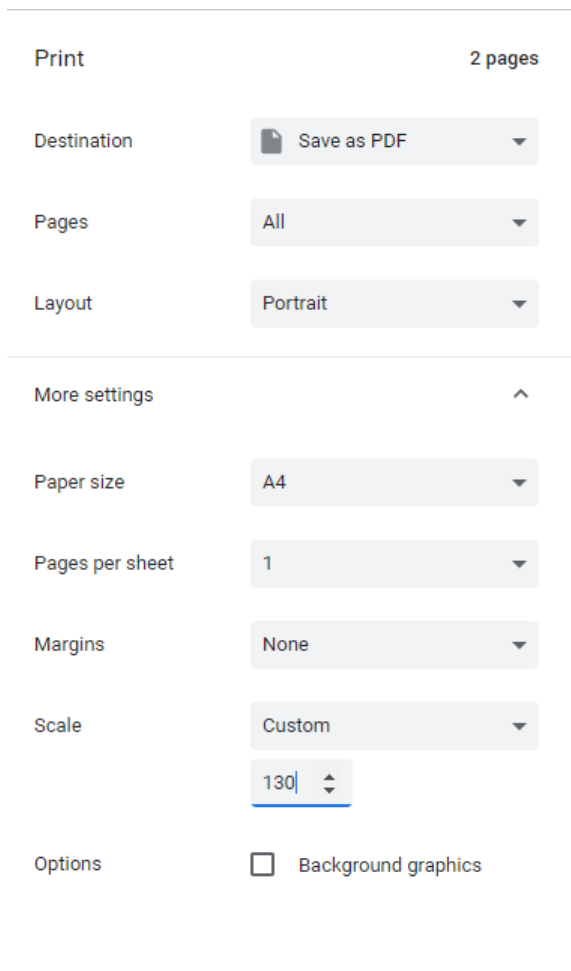 Print 2 pages
Destination Save as PDF
Pages All
Layout Portrait
More settings
Paper size A4
Pages per sheet 1
Margins None
Scale Custom
130
Options Background graphics